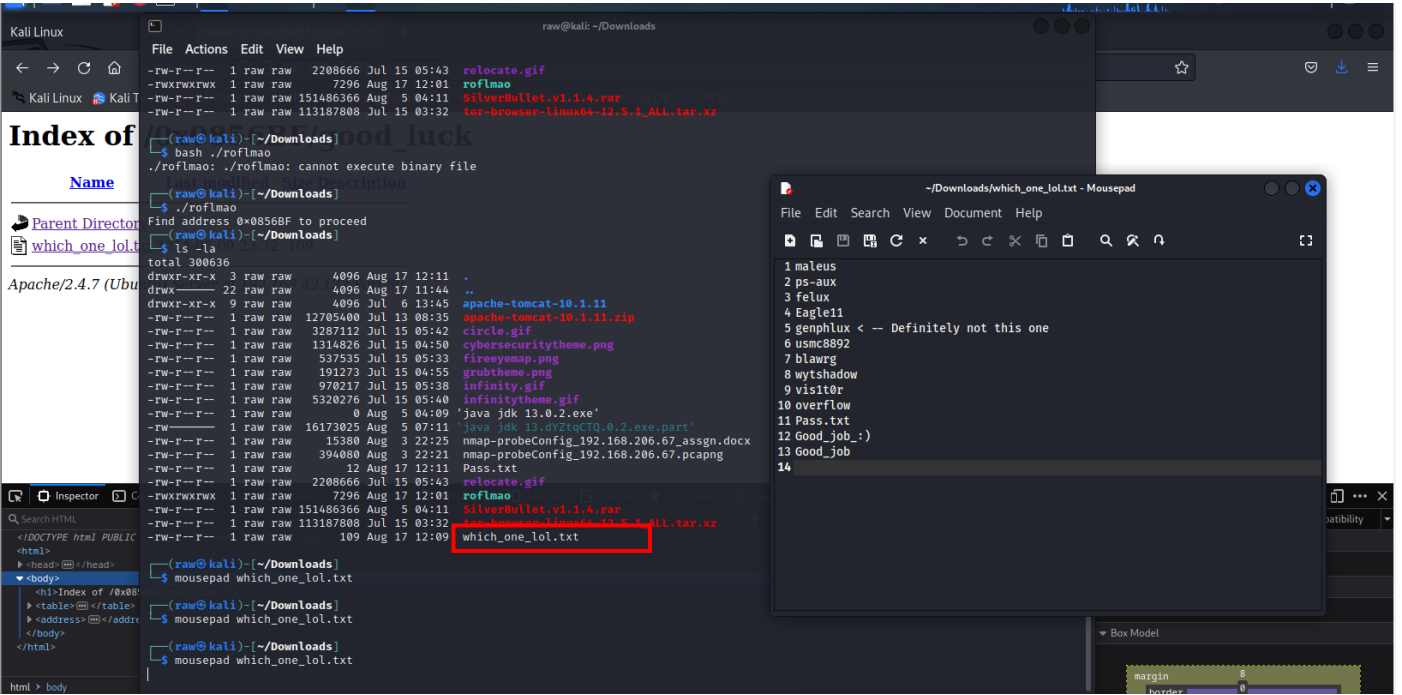 Kali Linux
raw@kali: ~/Downloads
File Actions Edit View Help
-rw-r--r-- 1 raw raw 2208666 Jul 15 05:43 relocate.gif
-rwxrwxrwx 1 raw raw 7296 Aug 17 12:01 roflmao
-rw-r--r-- 1 raw raw 151486366 Aug 5 04:11 SilverBullet.v1.1.4.rar
-rw-r--r-- 1 raw raw 113187808 Jul 15 03:32 tor-browser-linux64-12.5.1_ALL.tar.xz
(raw㉿kali)-[~/Downloads]
$ bash ./roflmao
./roflmao: ./roflmao: cannot execute binary file
(raw㉿kali)-[~/Downloads]
$ ./roflmao
Find address 0×0856BF to proceed
(raw㉿kali)-[~/Downloads]
$ ls -la
total 300636
drwxr-xr-x 3 raw raw 4096 Aug 17 12:11 .
drwx------ 22 raw raw 4096 Aug 17 11:44 ..
drwxr-xr-x 9 raw raw 4096 Jul 6 13:45 apache-tomcat-10.1.11
-rw-r--r-- 1 raw raw 12705400 Jul 13 08:35 apache-tomcat-10.1.11.zip
-rw-r--r-- 1 raw raw 3287112 Jul 15 05:42 circle.gif
-rw-r--r-- 1 raw raw 1314826 Jul 15 04:50 cybersecuritytheme.png
-rw-r--r-- 1 raw raw 537535 Jul 15 05:33 fireeyemap.png
-rw-r--r-- 1 raw raw 191273 Jul 15 04:55 grubtheme.png
-rw-r--r-- 1 raw raw 970217 Jul 15 05:38 infinity.gif
-rw-r--r-- 1 raw raw 5320276 Jul 15 05:40 infinitytheme.gif
-rw-r--r-- 1 raw raw 0 Aug 5 04:09 'java jdk 13.0.2.exe'
-rw------- 1 raw raw 16173025 Aug 5 07:11 'java jdk 13.dYZtqCTQ.0.2.exe.part'
-rw-r--r-- 1 raw raw 15380 Aug 3 22:25 nmap-probeConfig_192.168.206.67_assgn.docx
-rw-r--r-- 1 raw raw 394080 Aug 3 22:21 nmap-probeConfig_192.168.206.67.pcapng
-rw-r--r-- 1 raw raw 12 Aug 17 12:11 Pass.txt
-rw-r--r-- 1 raw raw 2208666 Jul 15 05:43 relocate.gif
-rwxrwxrwx 1 raw raw 7296 Aug 17 12:01 roflmao
-rw-r--r-- 1 raw raw 151486366 Aug 5 04:11 SilverBullet.v1.1.4.rar
-rw-r--r-- 1 raw raw 113187808 Jul 15 03:32 tor-browser-linux64-12.5.1_ALL.tar.xz
-rw-r--r-- 1 raw raw 109 Aug 17 12:09 which_one_lol.txt
(raw㉿kali)-[~/Downloads]
$ mousepad which_one_lol.txt
(raw㉿kali)-[~/Downloads]
$ mousepad which_one_lol.txt
(raw㉿kali)-[~/Downloads]
$ mousepad which_one_lol.txt
Kali Linux Kali T
Index of /0x0856BF/good_luck
Name Last modified Size Description
Parent Director
which_one_lol.t
Apache/2.4.7 (Ubu
Inspector C
Search HTML
<!DOCTYPE html PUBLIC
<html>
<head> </head>
<body>
<h1>Index of /0x08
<table> </table>
<address> </addre
</body>
</html>
html > body
~/Downloads/which_one_lol.txt - Mousepad
File Edit Search View Document Help
1 maleus
2 ps-aux
3 felux
4 Eagle11
5 genphlux < -- Definitely not this one
6 usmc8892
7 blawrg
8 wytshadow
9 vis1t0r
10 overflow
11 Pass.txt
12 Good_job_:)
13 Good_job
14
patibility
Box Model
margin 8
border 0